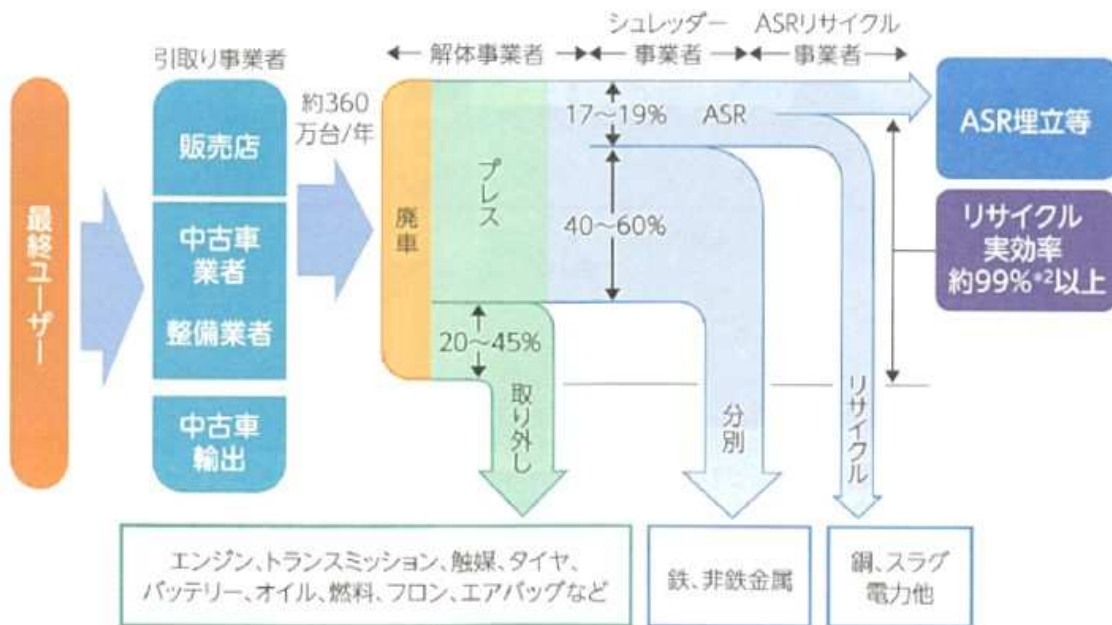 最終ユーザー
引取り事業者
販売店
中古車
業者
整備業者
中古車
輸出
約360
万台/年
解体事業者
シュレッダー
事業者
ASRリサイクル
事業者
廃車
プレス
17〜19%
ASR
40〜60%
20〜45%
取り外し
分別
リサイクル
ASR埋立等
リサイクル
実効率
約99%*2以上
エンジン、トランスミッション、触媒、タイヤ、
バッテリー、オイル、燃料、フロン、エアバッグなど
鉄、非鉄金属
銅、スラグ
電力他